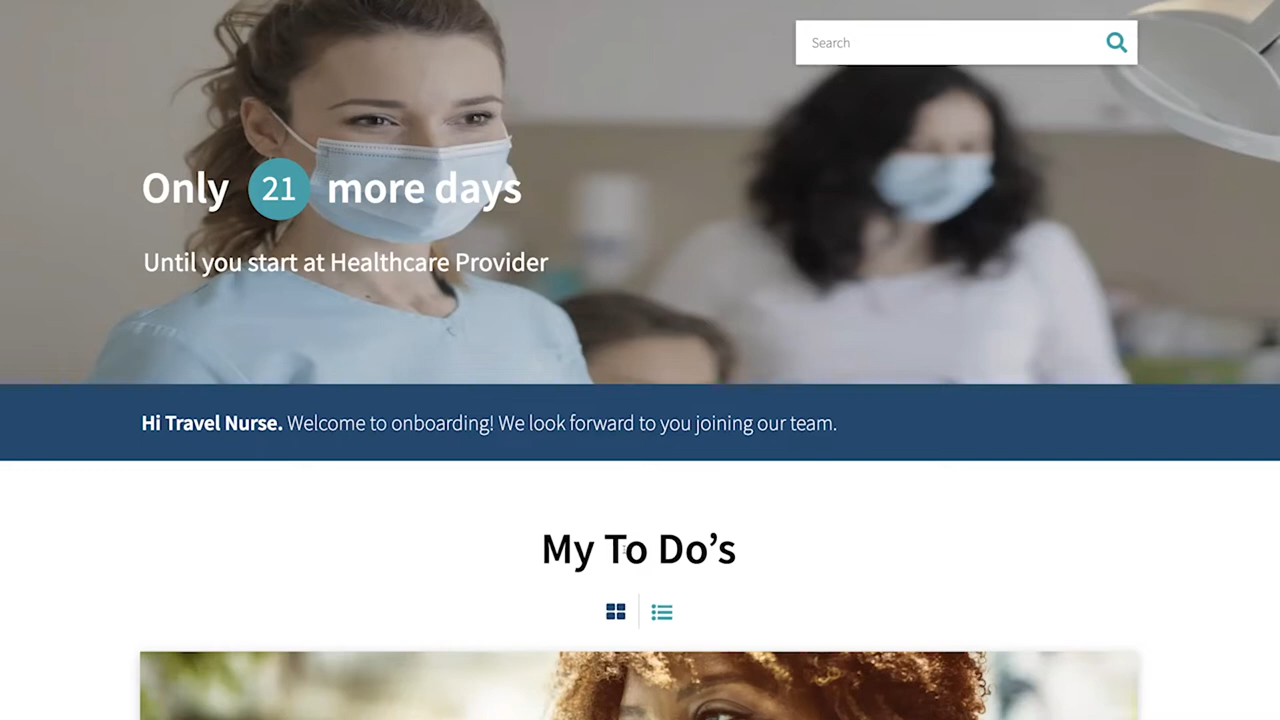 Search
Only 21 more days
Until you start at Healthcare Provider
Hi Travel Nurse. Welcome to onboarding! We look forward to you joining our team.
My To Do’s